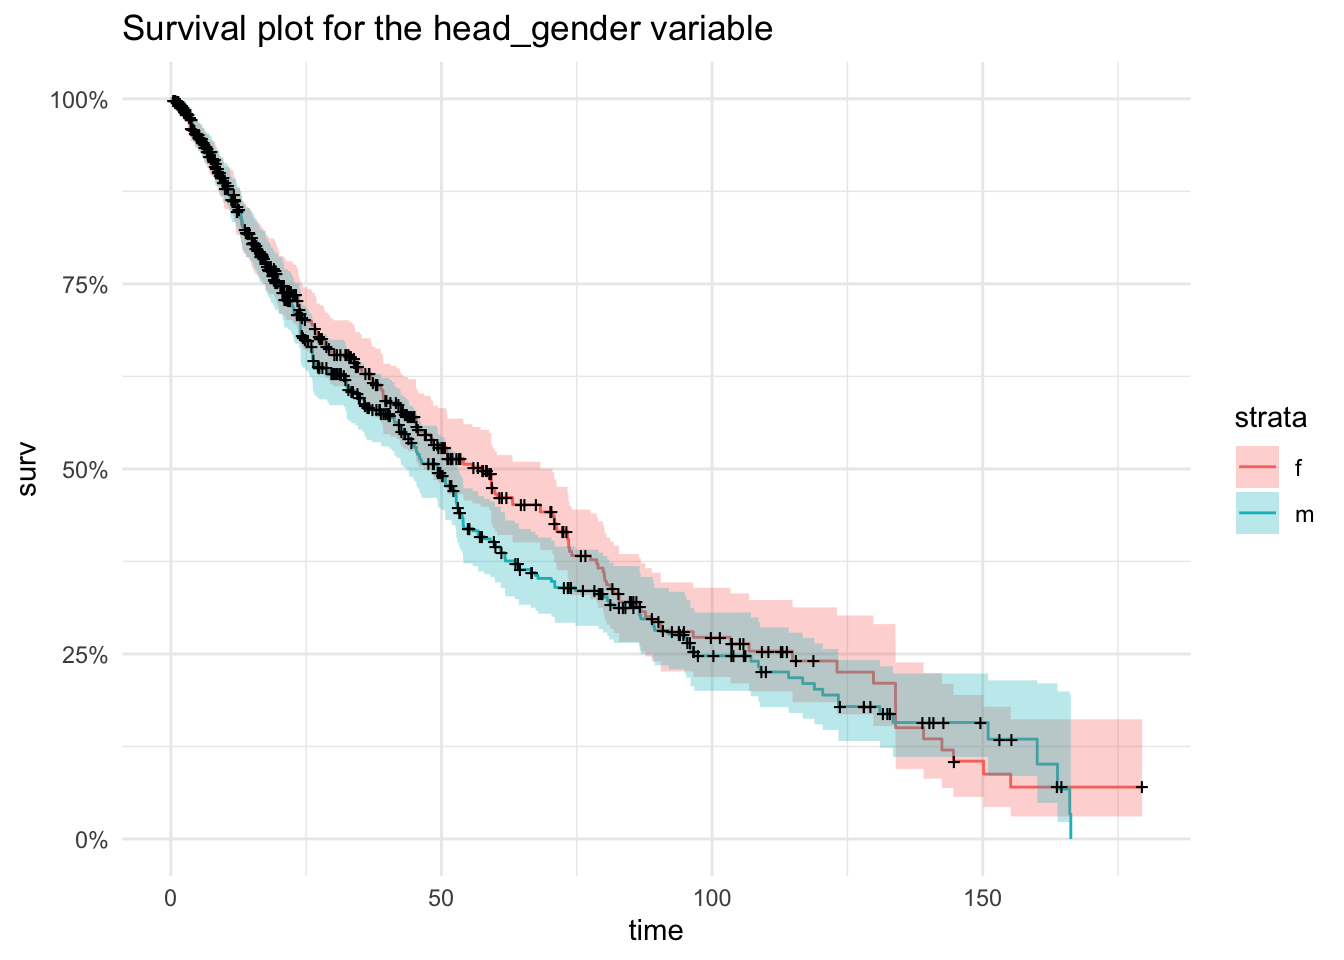 Survival plot for the head_gender variable
100%
75%
50%
25%
0%
surv
0 50 100 150
time
strata
f
m